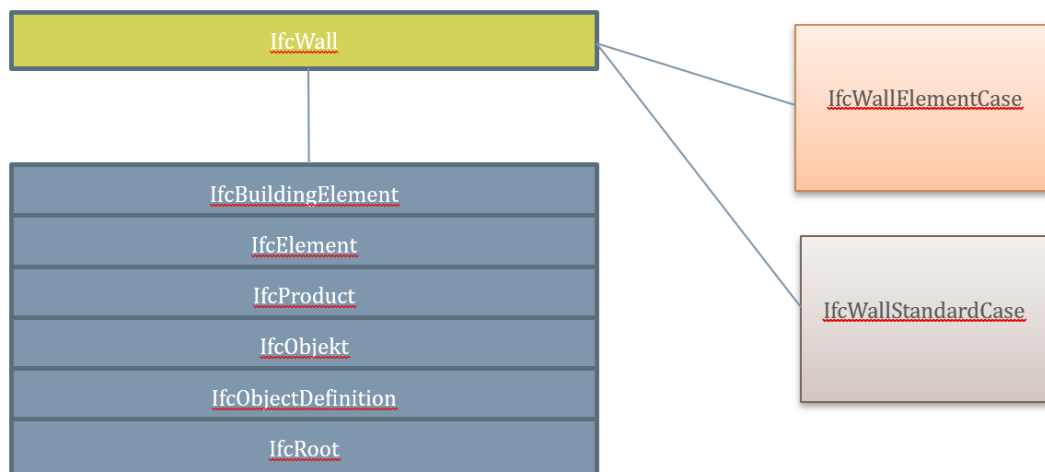 IfcWall
IfcWallElementCase
IfcBuildingElement
IfcElement
IfcProduct
IfcWallStandardCase
IfcObjekt
IfcObjectDefinition
IfcRoot